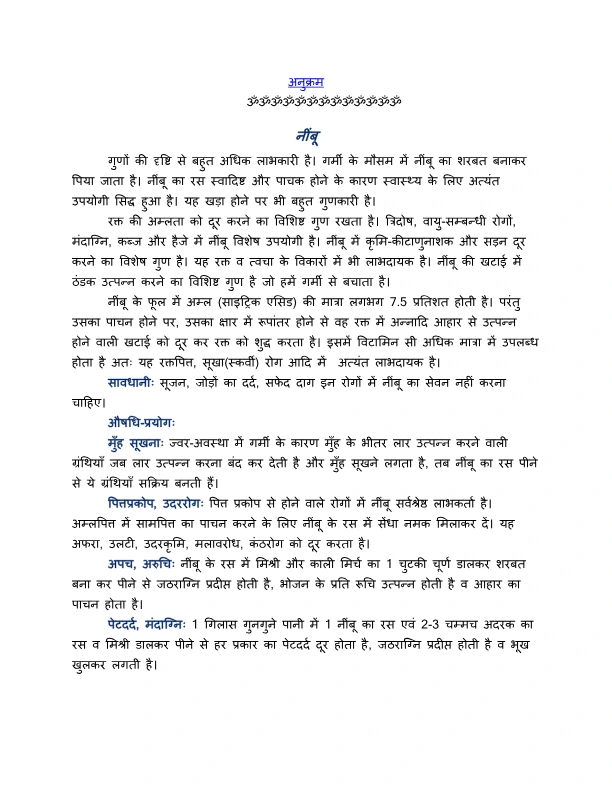 अनुक्रम
ॐॐॐॐॐॐॐॐॐॐॐॐॐ
नींबू
गुणों की दृष्टि से बहुत अधिक लाभकारी है। गर्मी के मौसम में नींबू का शरबत बनाकर
पिया जाता है। नींबू का रस स्वादिष्ट और पाचक होने के कारण स्वास्थ्य के लिए अत्यंत
उपयोगी सिद्ध हुआ है। यह खड़ा होने पर भी बहुत गुणकारी है।
रक्त की अम्लता को दूर करने का विशिष्ट गुण रखता है। त्रिदोष, वायु-सम्बन्धी रोगों,
मंदाग्नि, कब्ज और हैजे में नींबू विशेष उपयोगी है। नींबू में कृमि-कीटाणुनाशक और सड़न दूर
करने का विशेष गुण है। यह रक्त व त्वचा के विकारों में भी लाभदायक है। नींबू की खटाई में
ठंडक उत्पन्न करने का विशिष्ट गुण है जो हमें गर्मी से बचाता है।
नींबू के फूल में अम्ल (साइट्रिक एसिड) की मात्रा लगभग 7.5 प्रतिशत होती है। परंतु
उसका पाचन होने पर, उसका क्षार में रूपांतर होने से वह रक्त में अन्नादि आहार से उत्पन्न
होने वाली खटाई को दूर कर रक्त को शुद्ध करता है। इसमें विटामिन सी अधिक मात्रा में उपलब्ध
होता है अतः यह रक्तपित्त, सूखा(स्कर्वी) रोग आदि में अत्यंत लाभदायक है।
सावधानीः सूजन, जोड़ों का दर्द, सफेद दाग इन रोगों में नींबू का सेवन नहीं करना
चाहिए।
औषधि-प्रयोगः
मुँह सूखनाः ज्वर-अवस्था में गर्मी के कारण मुँह के भीतर लार उत्पन्न करने वाली
ग्रंथियाँ जब लार उत्पन्न करना बंद कर देती है और मुँह सूखने लगता है, तब नींबू का रस पीने
से ये ग्रंथियाँ सक्रिय बनती हैं।
पित्तप्रकोप, उदररोगः पित्त प्रकोप से होने वाले रोगों में नींबू सर्वश्रेष्ठ लाभकर्ता है।
अम्लपित्त में सामपित्त का पाचन करने के लिए नींबू के रस में सेंधा नमक मिलाकर दें। यह
अफरा, उलटी, उदरकृमि, मलावरोध, कंठरोग को दूर करता है।
अपच, अरुचिः नींबू के रस में मिश्री और काली मिर्च का 1 चुटकी चूर्ण डालकर शरबत
बना कर पीने से जठराग्नि प्रदीप्त होती है, भोजन के प्रति रूचि उत्पन्न होती है व आहार का
पाचन होता है।
पेटदर्द, मंदाग्निः 1 गिलास गुनगुने पानी में 1 नींबू का रस एवं 2-3 चम्मच अदरक का
रस व मिश्री डालकर पीने से हर प्रकार का पेटदर्द दूर होता है, जठराग्नि प्रदीप्त होती है व भूख
खुलकर लगती है।